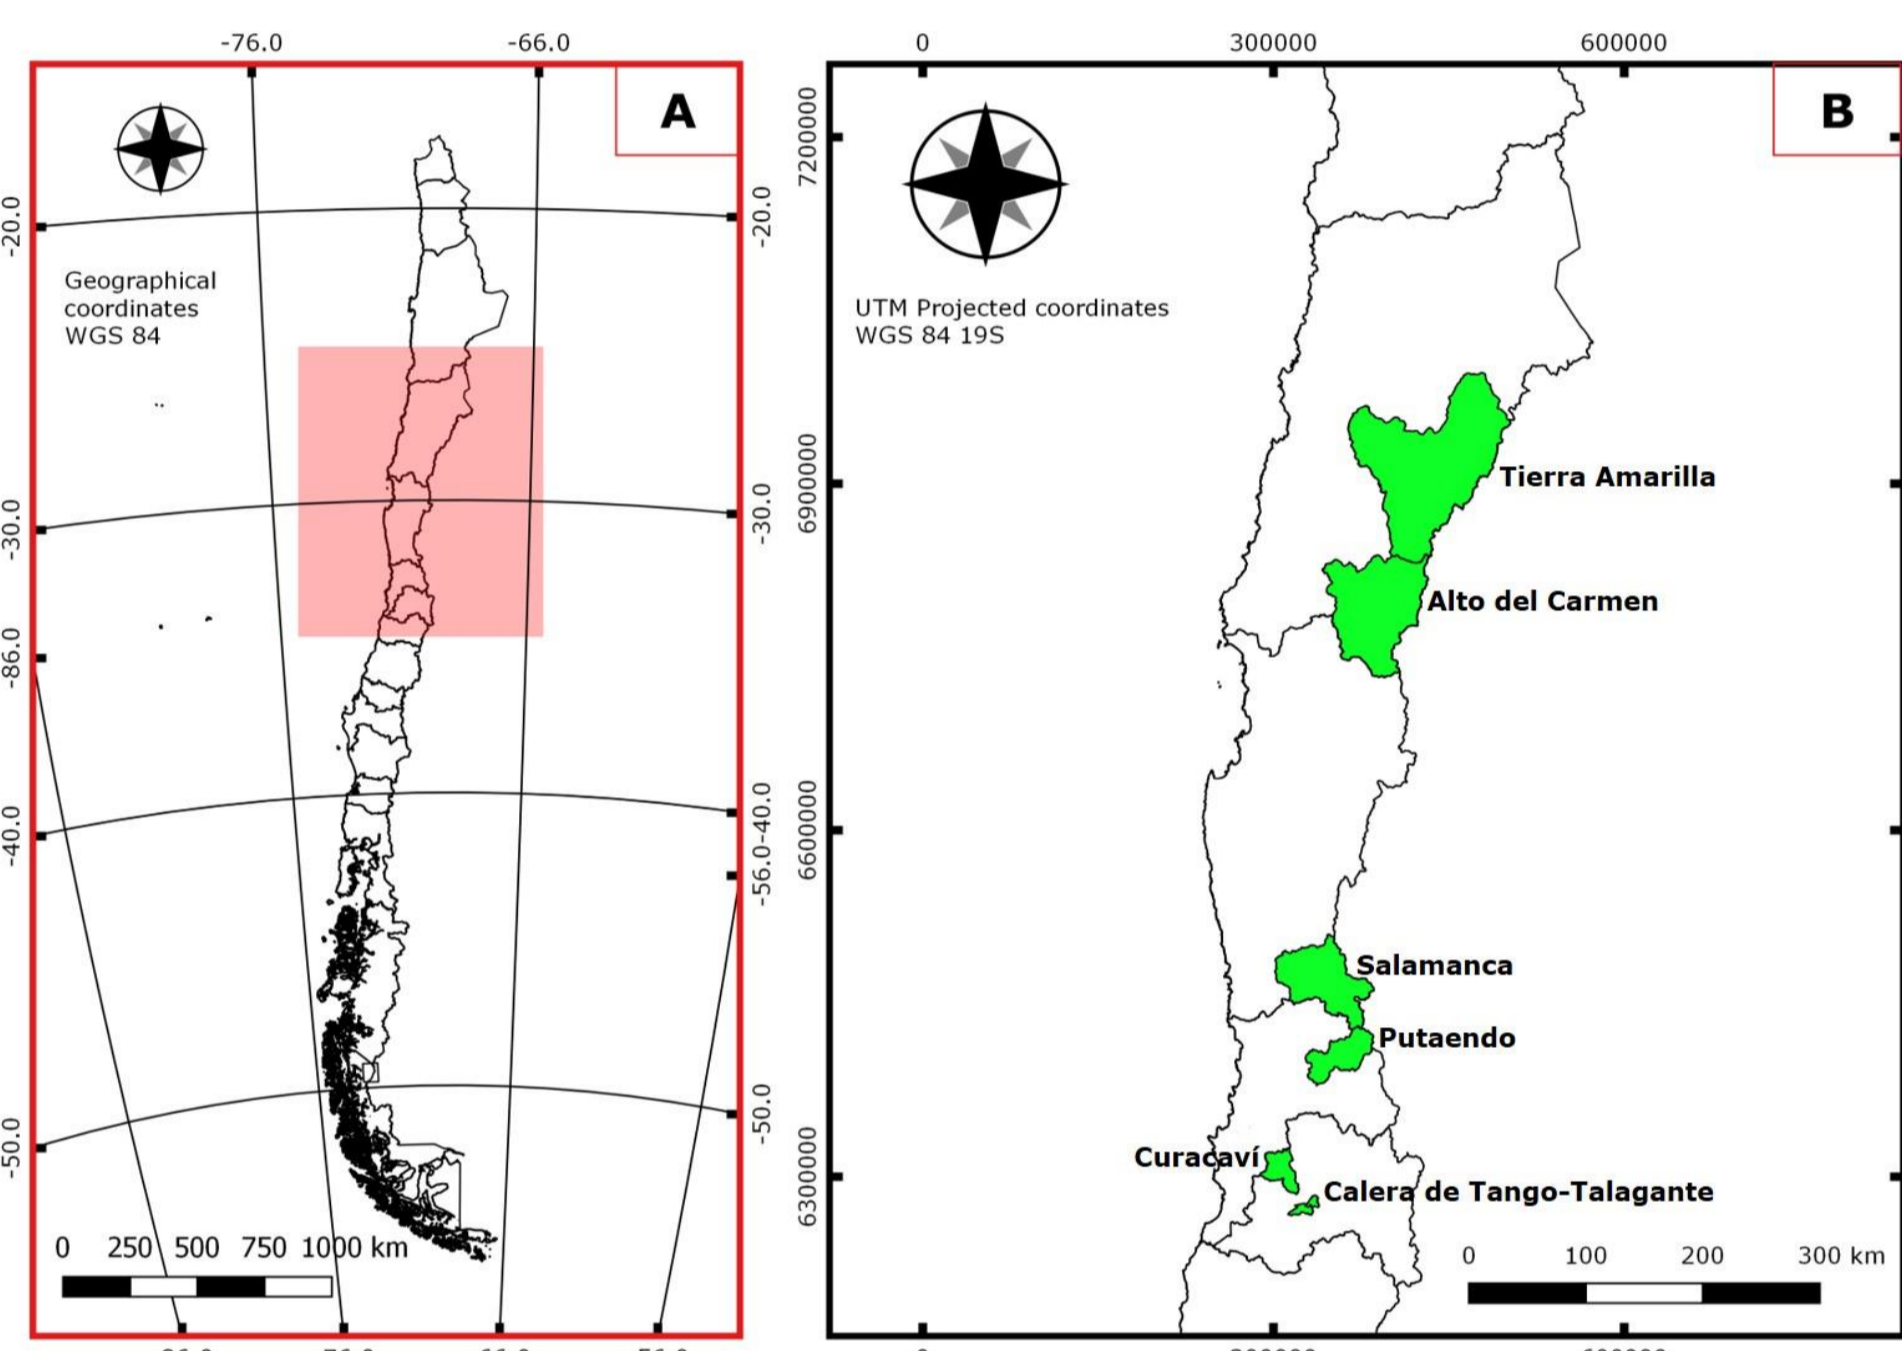 -76.0 -66.0
A
-20.0 -20.0
Geographical
coordinates
WGS 84
-30.0 -30.0
-86.0
-40.0 -40.0
-56.0
-50.0 -50.0
0 250 500 750 1000 km
0 300000 600000
B
7200000
UTM Projected coordinates
WGS 84 19S
6900000
Tierra Amarilla
Alto del Carmen
6600000
Salamanca
Putaendo
6300000
Curacaví
Calera de Tango-Talagante
0 100 200 300 km